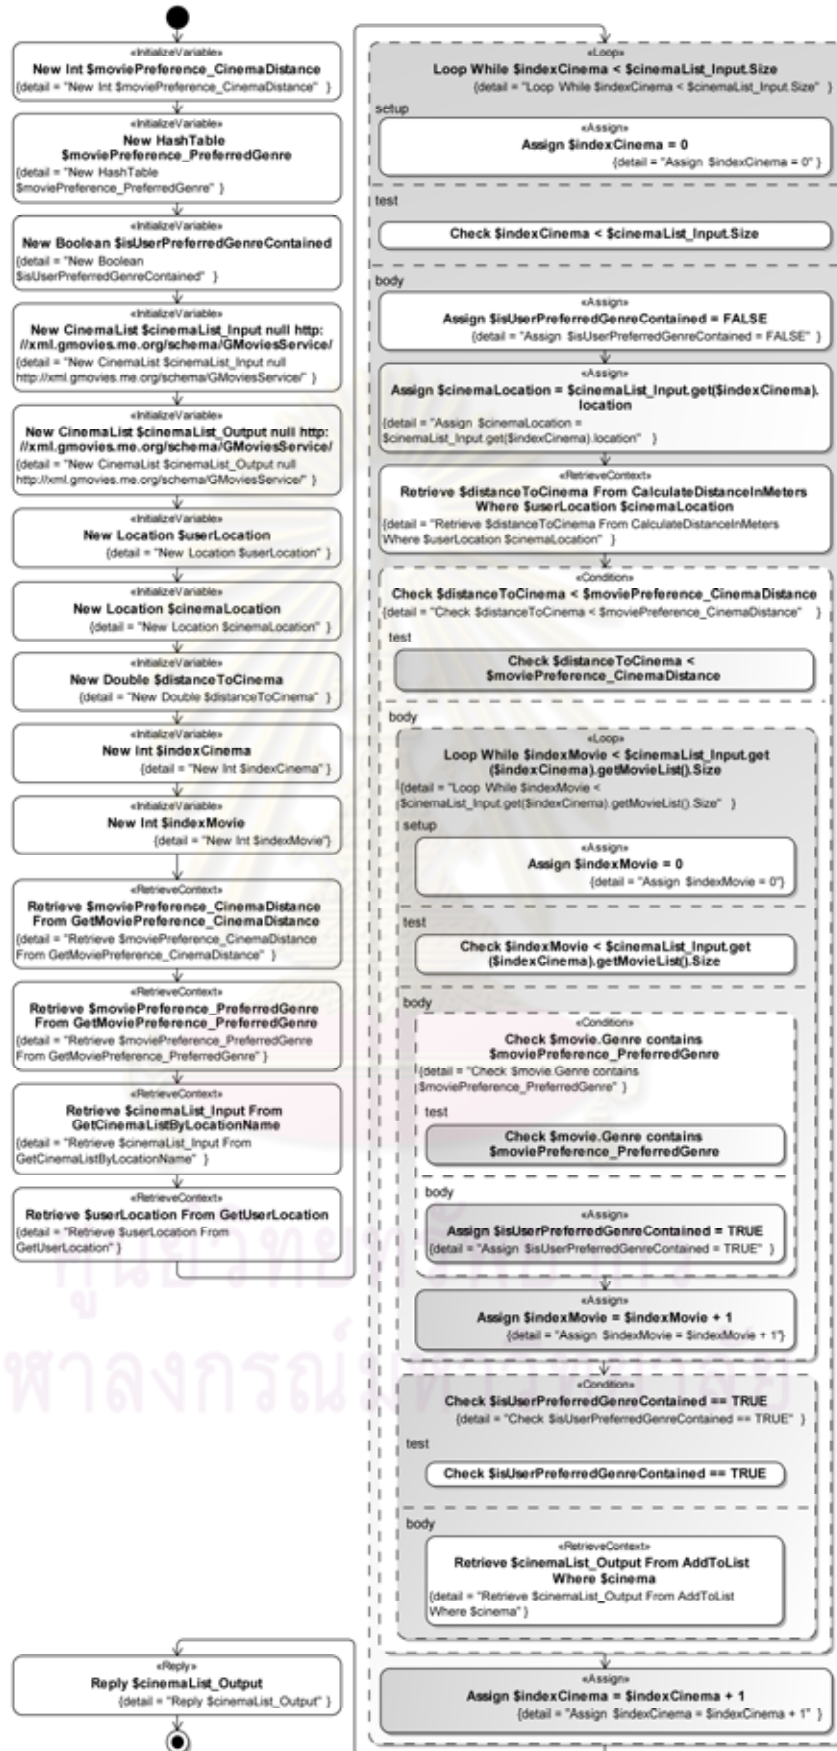 «InitializeVariable»
New Int $moviePreference_CinemaDistance
{detail = "New Int $moviePreference_CinemaDistance" }
«InitializeVariable»
New HashTable
$moviePreference_PreferredGenre
{detail = "New HashTable
$moviePreference_PreferredGenre" }
«InitializeVariable»
New Boolean $isUserPreferredGenreContained
{detail = "New Boolean
$isUserPreferredGenreContained" }
«InitializeVariable»
New CinemaList $cinemaList_Input null http:
//xml.gmovies.me.org/schema/GMoviesService/
{detail = "New CinemaList $cinemaList_Input null
http://xml.gmovies.me.org/schema/GMoviesService/" }
«InitializeVariable»
New CinemaList $cinemaList_Output null http:
//xml.gmovies.me.org/schema/GMoviesService/
{detail = "New CinemaList $cinemaList_Output null
http://xml.gmovies.me.org/schema/GMoviesService/" }
«InitializeVariable»
New Location $userLocation
{detail = "New Location $userLocation" }
«InitializeVariable»
New Location $cinemaLocation
{detail = "New Location $cinemaLocation" }
«InitializeVariable»
New Double $distanceToCinema
{detail = "New Double $distanceToCinema" }
«InitializeVariable»
New Int $indexCinema
{detail = "New Int $indexCinema" }
«InitializeVariable»
New Int $indexMovie
{detail = "New Int $indexMovie"}
«RetrieveContext»
Retrieve $moviePreference_CinemaDistance
From GetMoviePreference_CinemaDistance
{detail = "Retrieve $moviePreference_CinemaDistance
From GetMoviePreference_CinemaDistance" }
«RetrieveContext»
Retrieve $moviePreference_PreferredGenre
From GetMoviePreference_PreferredGenre
{detail = "Retrieve $moviePreference_PreferredGenre
From GetMoviePreference_PreferredGenre" }
«RetrieveContext»
Retrieve $cinemaList_Input From
GetCinemaListByLocationName
{detail = "Retrieve $cinemaList_Input From
GetCinemaListByLocationName" }
«RetrieveContext»
Retrieve $userLocation From GetUserLocation
{detail = "Retrieve $userLocation From
GetUserLocation" }
«Loop»
Loop While $indexCinema < $cinemaList_Input.Size
{detail = "Loop While $indexCinema < $cinemaList_Input.Size" }
setup
«Assign»
Assign $indexCinema = 0
{detail = "Assign $indexCinema = 0" }
test
Check $indexCinema < $cinemaList_Input.Size
body
«Assign»
Assign $isUserPreferredGenreContained = FALSE
{detail = "Assign $isUserPreferredGenreContained = FALSE" }
«Assign»
Assign $cinemaLocation = $cinemaList_Input.get($indexCinema).
location
{detail = "Assign $cinemaLocation =
$cinemaList_Input.get($indexCinema).location" }
«RetrieveContext»
Retrieve $distanceToCinema From CalculateDistanceInMeters
Where $userLocation $cinemaLocation
{detail = "Retrieve $distanceToCinema From CalculateDistanceInMeters
Where $userLocation $cinemaLocation" }
«Condition»
Check $distanceToCinema < $moviePreference_CinemaDistance
{detail = "Check $distanceToCinema < $moviePreference_CinemaDistance" }
test
Check $distanceToCinema <
$moviePreference_CinemaDistance
body
«Loop»
Loop While $indexMovie < $cinemaList_Input.get
($indexCinema).getMovieList().Size
{detail = "Loop While $indexMovie <
$cinemaList_Input.get($indexCinema).getMovieList().Size" }
setup
«Assign»
Assign $indexMovie = 0
{detail = "Assign $indexMovie = 0"}
test
Check $indexMovie < $cinemaList_Input.get
($indexCinema).getMovieList().Size
body
«Condition»
Check $movie.Genre contains
$moviePreference_PreferredGenre
{detail = "Check $movie.Genre contains
$moviePreference_PreferredGenre" }
test
Check $movie.Genre contains
$moviePreference_PreferredGenre
body
«Assign»
Assign $isUserPreferredGenreContained = TRUE
{detail = "Assign $isUserPreferredGenreContained = TRUE" }
«Assign»
Assign $indexMovie = $indexMovie + 1
{detail = "Assign $indexMovie = $indexMovie + 1"}
«Condition»
Check $isUserPreferredGenreContained == TRUE
{detail = "Check $isUserPreferredGenreContained == TRUE" }
test
Check $isUserPreferredGenreContained == TRUE
body
«RetrieveContext»
Retrieve $cinemaList_Output From AddToList
Where $cinema
{detail = "Retrieve $cinemaList_Output From AddToList
Where $cinema" }
«Assign»
Assign $indexCinema = $indexCinema + 1
{detail = "Assign $indexCinema = $indexCinema + 1" }
«Reply»
Reply $cinemaList_Output
{detail = "Reply $cinemaList_Output" }